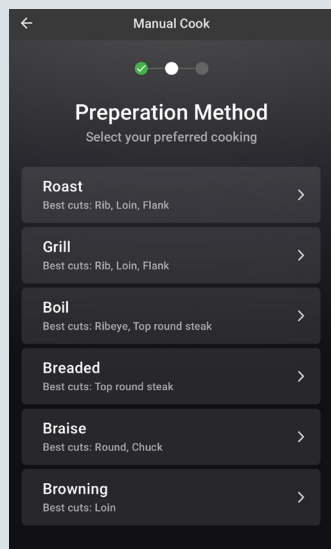 Manual Cook
Preperation Method
Select your preferred cooking
Roast
Best cuts: Rib, Loin, Flank
Grill
Best cuts: Rib, Loin, Flank
Boil
Best cuts: Ribeye, Top round steak
Breaded
Best cuts: Top round steak
Braise
Best cuts: Round, Chuck
Browning
Best cuts: Loin